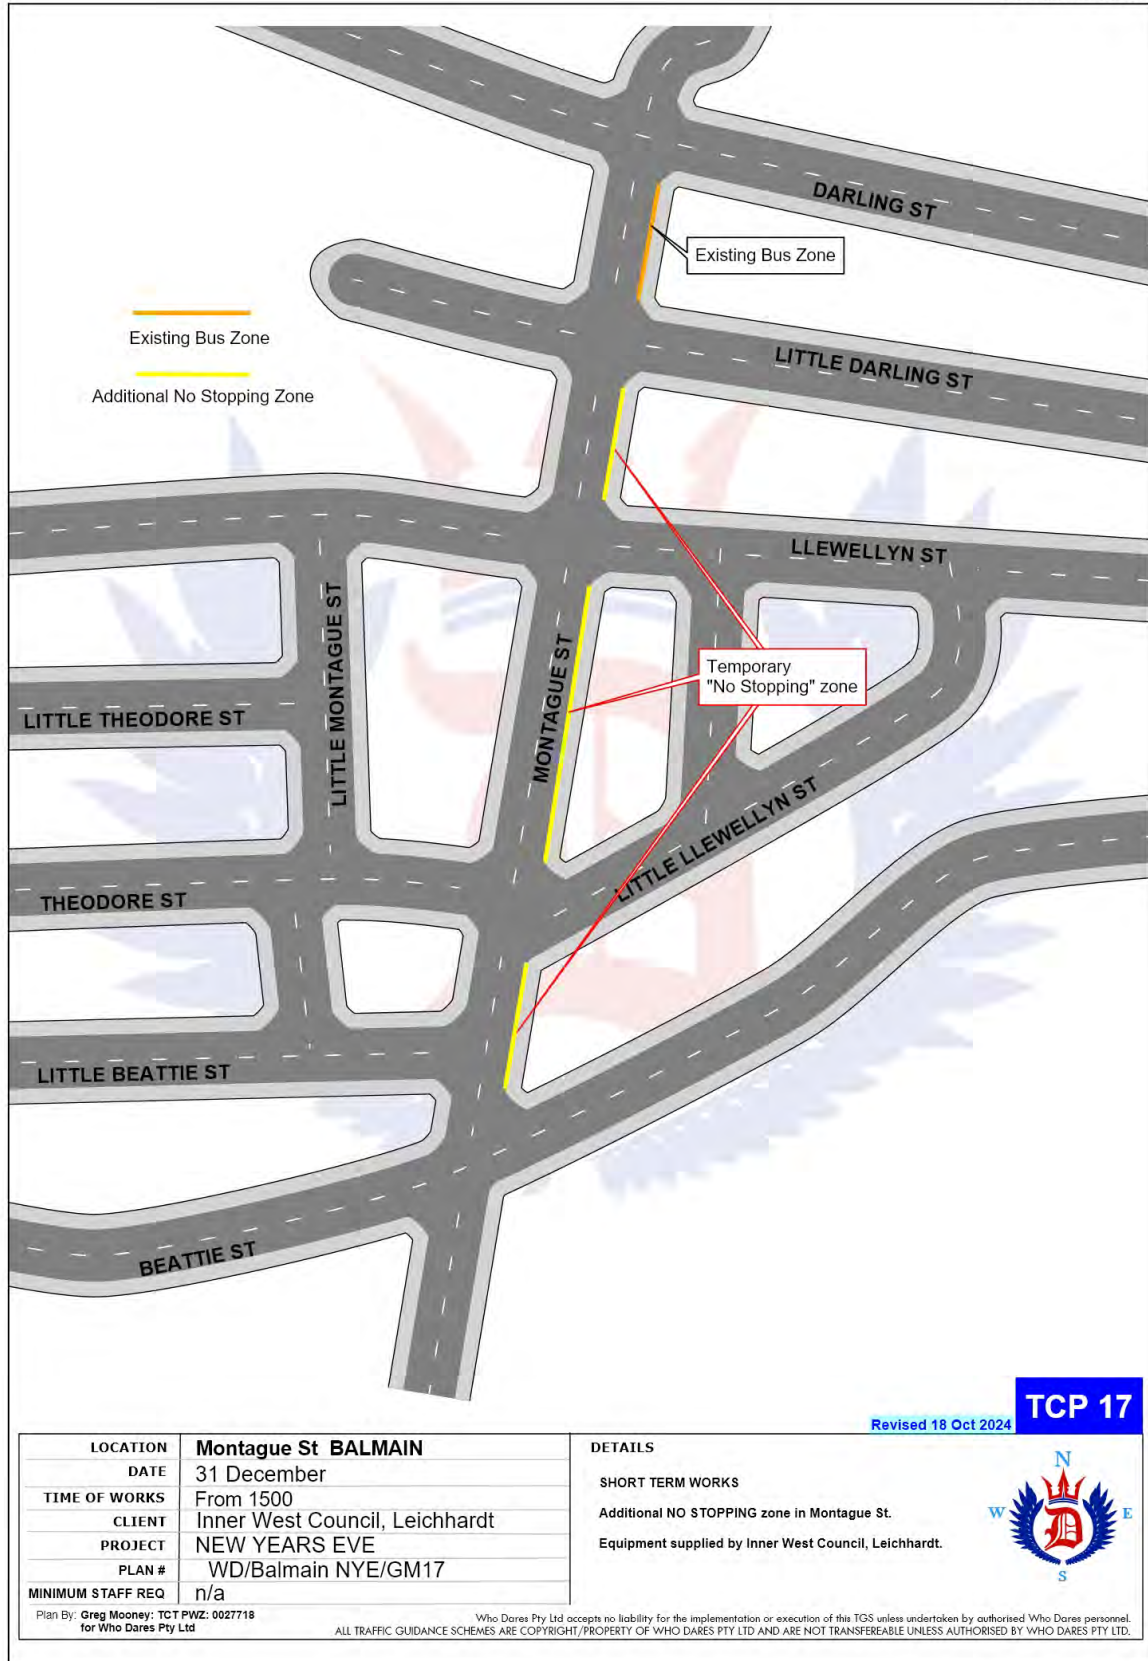 DARLING ST
Existing Bus Zone
Existing Bus Zone
LITTLE DARLING ST
Additional No Stopping Zone
LLEWELLYN ST
LITTLE MONTAGUE ST
MONTAGUE ST
Temporary
"No Stopping" zone
LITTLE THEODORE ST
LITTLE LLEWELLYN ST
THEODORE ST
LITTLE BEATTIE ST
BEATTIE ST
TCP 17
Revised 18 Oct 2024
LOCATION Montague St BALMAIN
DATE 31 December
TIME OF WORKS From 1500
CLIENT Inner West Council, Leichhardt
PROJECT NEW YEARS EVE
PLAN # WD/Balmain NYE/GM17
MINIMUM STAFF REQ n/a
DETAILS
SHORT TERM WORKS
Additional NO STOPPING zone in Montague St.
Equipment supplied by Inner West Council, Leichhardt.
N
W D E
S
Plan By: Greg Mooney: TCT PWZ: 0027718
for Who Dares Pty Ltd
Who Dares Pty Ltd accepts no liability for the implementation or execution of this TGS unless undertaken by authorised Who Dares personnel.
ALL TRAFFIC GUIDANCE SCHEMES ARE COPYRIGHT/PROPERTY OF WHO DARES PTY LTD AND ARE NOT TRANSFEREABLE UNLESS AUTHORISED BY WHO DARES PTY LTD.